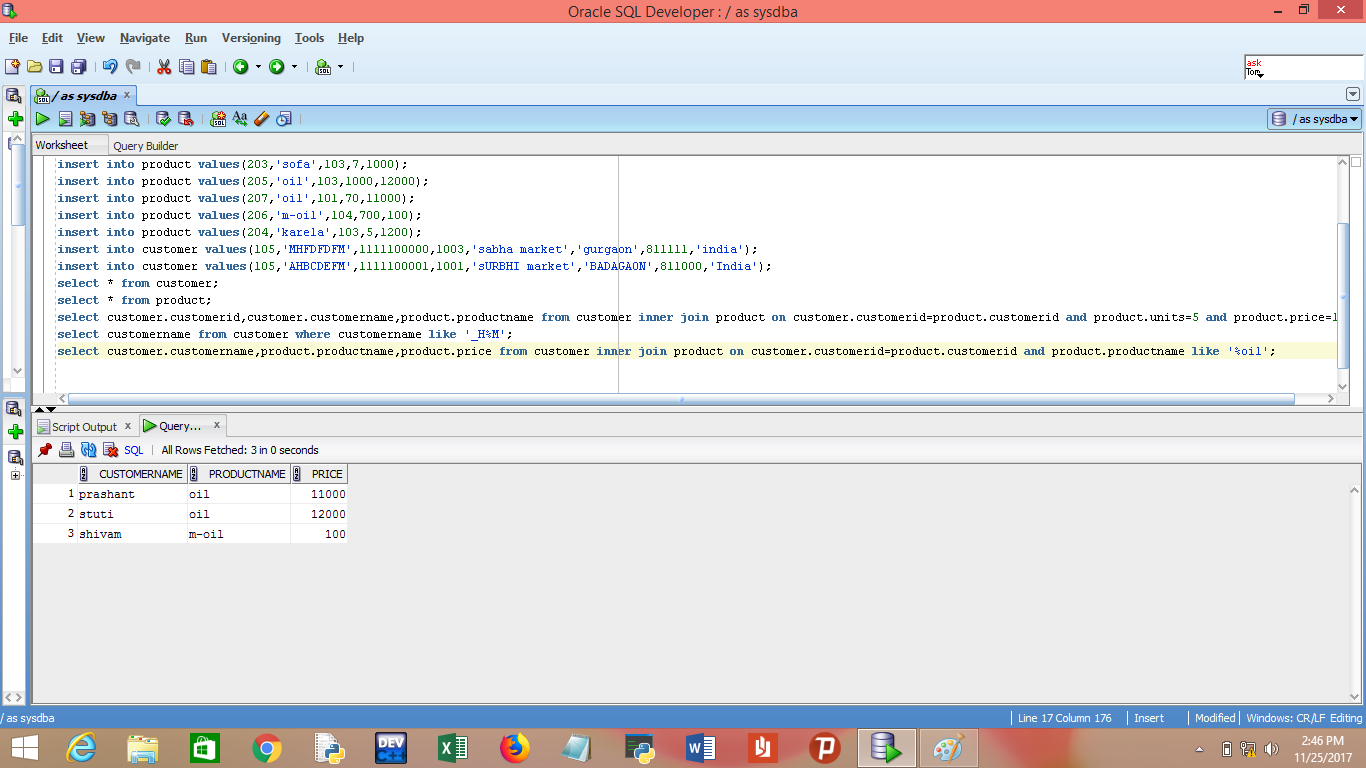 Oracle SQL Developer : / as sysdba
File Edit View Navigate Run Versioning Tools Help
ask
Tom
/ as sysdba
/ as sysdba
Worksheet Query Builder
insert into product values(203,'sofa',103,7,1000);
insert into product values(205,'oil',103,1000,12000);
insert into product values(207,'oil',101,70,11000);
insert into product values(206,'m-oil',104,700,100);
insert into product values(204,'karela',103,5,1200);
insert into customer values(105,'MHFDFDFM',1111100000,1003,'sabha market','gurgaon',811111,'india');
insert into customer values(105,'AHBCDEFM',1111100001,1001,'sURBHI market','BADAGAON',811000,'India');
select * from customer;
select * from product;
select customer.customerid,customer.customername,product.productname from customer inner join product on customer.customerid=product.customerid and product.units=5 and product.price=1
select customername from customer where customername like '_H%M';
select customer.customername,product.productname,product.price from customer inner join product on customer.customerid=product.customerid and product.productname like '%oil';
Script Output Query...
SQL All Rows Fetched: 3 in 0 seconds
CUSTOMERNAME PRODUCTNAME PRICE
1 prashant oil 11000
2 stuti oil 12000
3 shivam m-oil 100
/ as sysdba Line 17 Column 176 Insert Modified Windows: CR/LF Editing
DEV C++
2:46 PM
11/25/2017